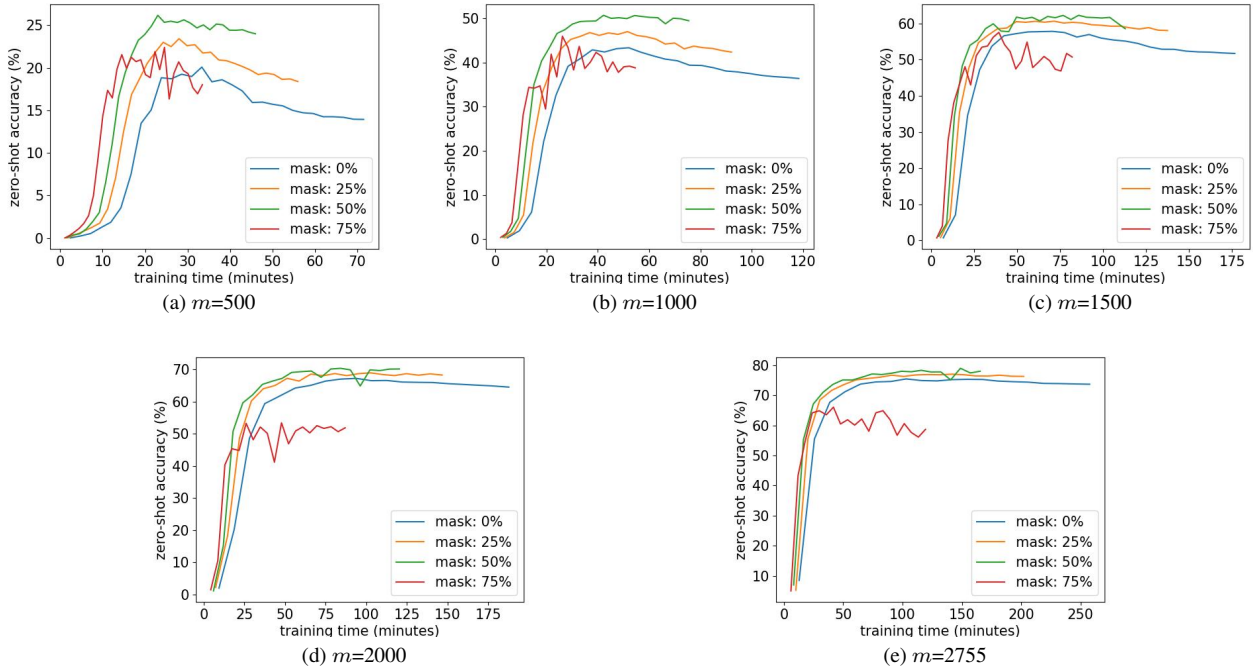 zero-shot accuracy (%)
25
20
15
10
5
0
mask: 0%
mask: 25%
mask: 50%
mask: 75%
0 10 20 30 40 50 60 70
training time (minutes)
(a) m=500
zero-shot accuracy (%)
50
40
30
20
10
0
mask: 0%
mask: 25%
mask: 50%
mask: 75%
0 20 40 60 80 100 120
training time (minutes)
(b) m=1000
zero-shot accuracy (%)
60
50
40
30
20
10
0
mask: 0%
mask: 25%
mask: 50%
mask: 75%
0 25 50 75 100 125 150 175
training time (minutes)
(c) m=1500
zero-shot accuracy (%)
70
60
50
40
30
20
10
0
mask: 0%
mask: 25%
mask: 50%
mask: 75%
0 25 50 75 100 125 150 175
training time (minutes)
(d) m=2000
zero-shot accuracy (%)
80
70
60
50
40
30
20
10
mask: 0%
mask: 25%
mask: 50%
mask: 75%
0 50 100 150 200 250
training time (minutes)
(e) m=2755